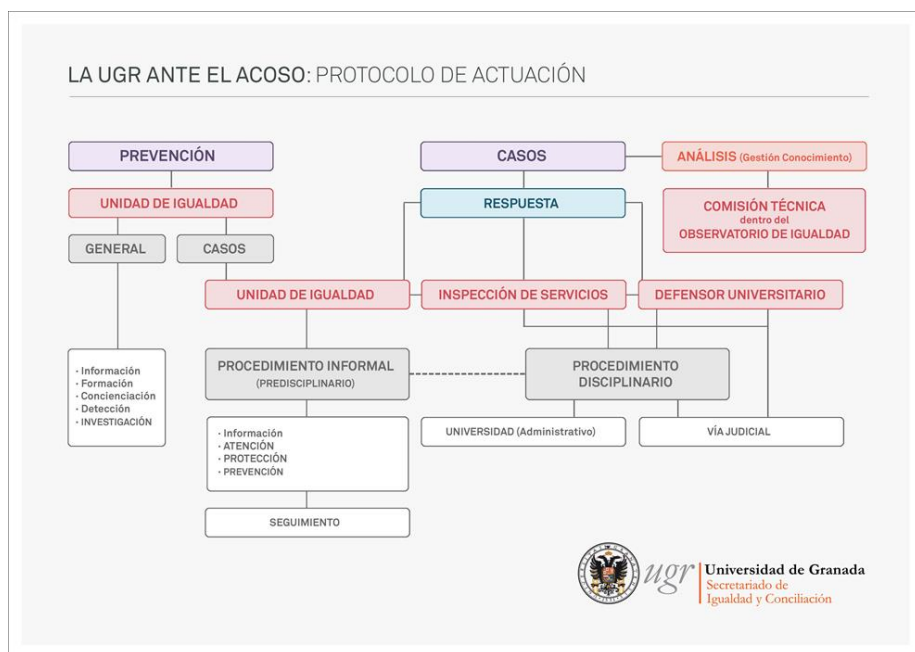 LA UGR ANTE EL ACOSO: PROTOCOLO DE ACTUACIÓN
PREVENCIÓN
CASOS
ANÁLISIS (Gestión Conocimiento)
UNIDAD DE IGUALDAD
RESPUESTA
COMISIÓN TÉCNICA
dentro del
OBSERVATORIO DE IGUALDAD
GENERAL
CASOS
UNIDAD DE IGUALDAD
INSPECCIÓN DE SERVICIOS
DEFENSOR UNIVERSITARIO
· Información
· Formación
· Concienciación
· Detección
· INVESTIGACIÓN
PROCEDIMIENTO INFORMAL
(PREDISCIPLINARIO)
PROCEDIMIENTO
DISCIPLINARIO
· Información
· ATENCIÓN
· PROTECCIÓN
· PREVENCIÓN
UNIVERSIDAD (Administrativo)
VÍA JUDICIAL
SEGUIMIENTO
ugr
Universidad de Granada
Secretariado de
Igualdad y Conciliación